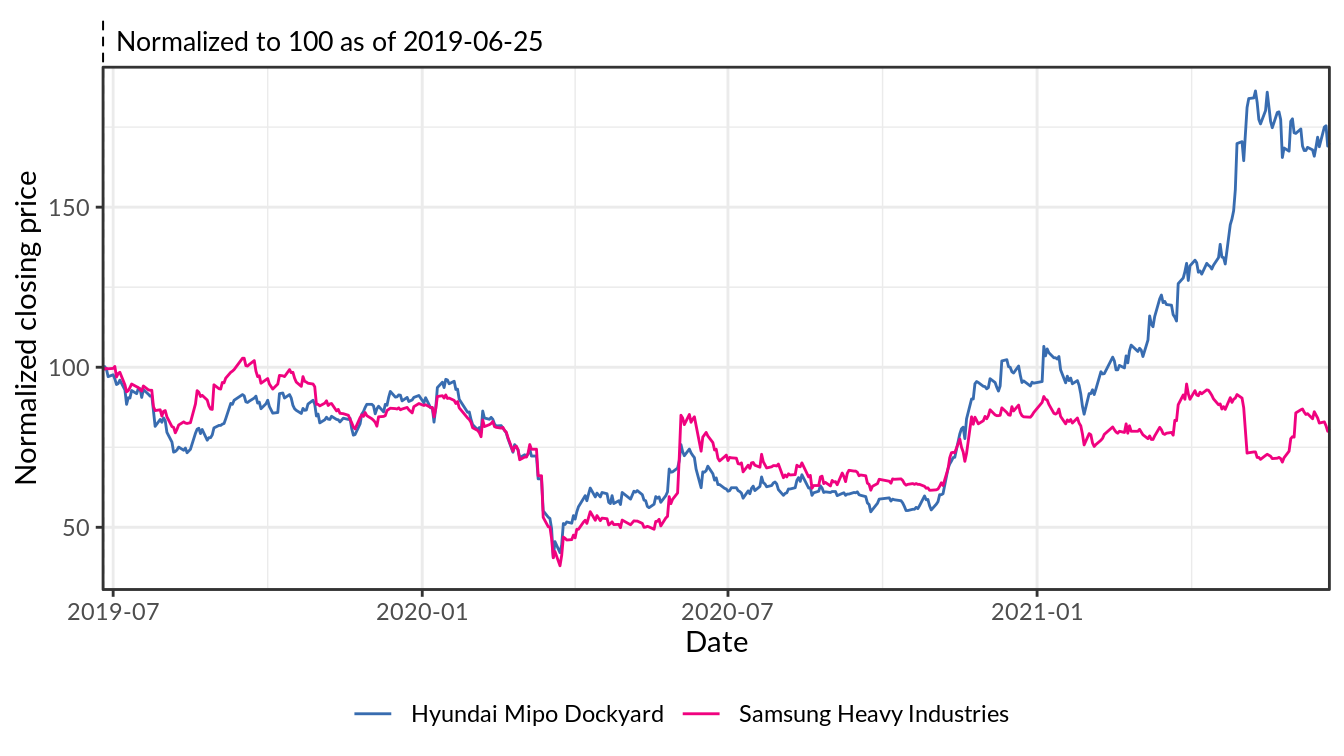 Normalized to 100 as of 2019-06-25
Normalized closing price
150
100
50
2019-07
2020-01
2020-07
2021-01
Date
Hyundai Mipo Dockyard
Samsung Heavy Industries